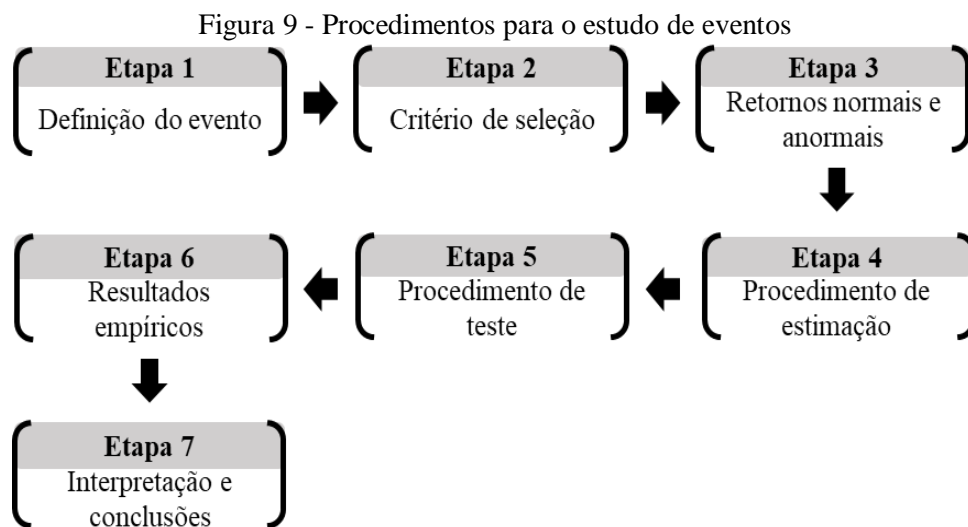 Figura 9 - Procedimentos para o estudo de eventos
Etapa 1
Definição do evento
Etapa 2
Critério de seleção
Etapa 3
Retornos normais e
anormais
Etapa 4
Procedimento de
estimação
Etapa 5
Procedimento de
teste
Etapa 6
Resultados
empíricos
Etapa 7
Interpretação e
conclusões